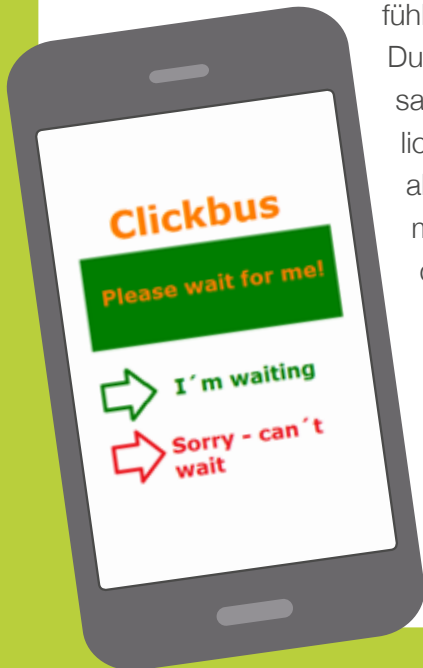 Clickbus
Please wait for me!
I´m waiting
Sorry - can´t
wait